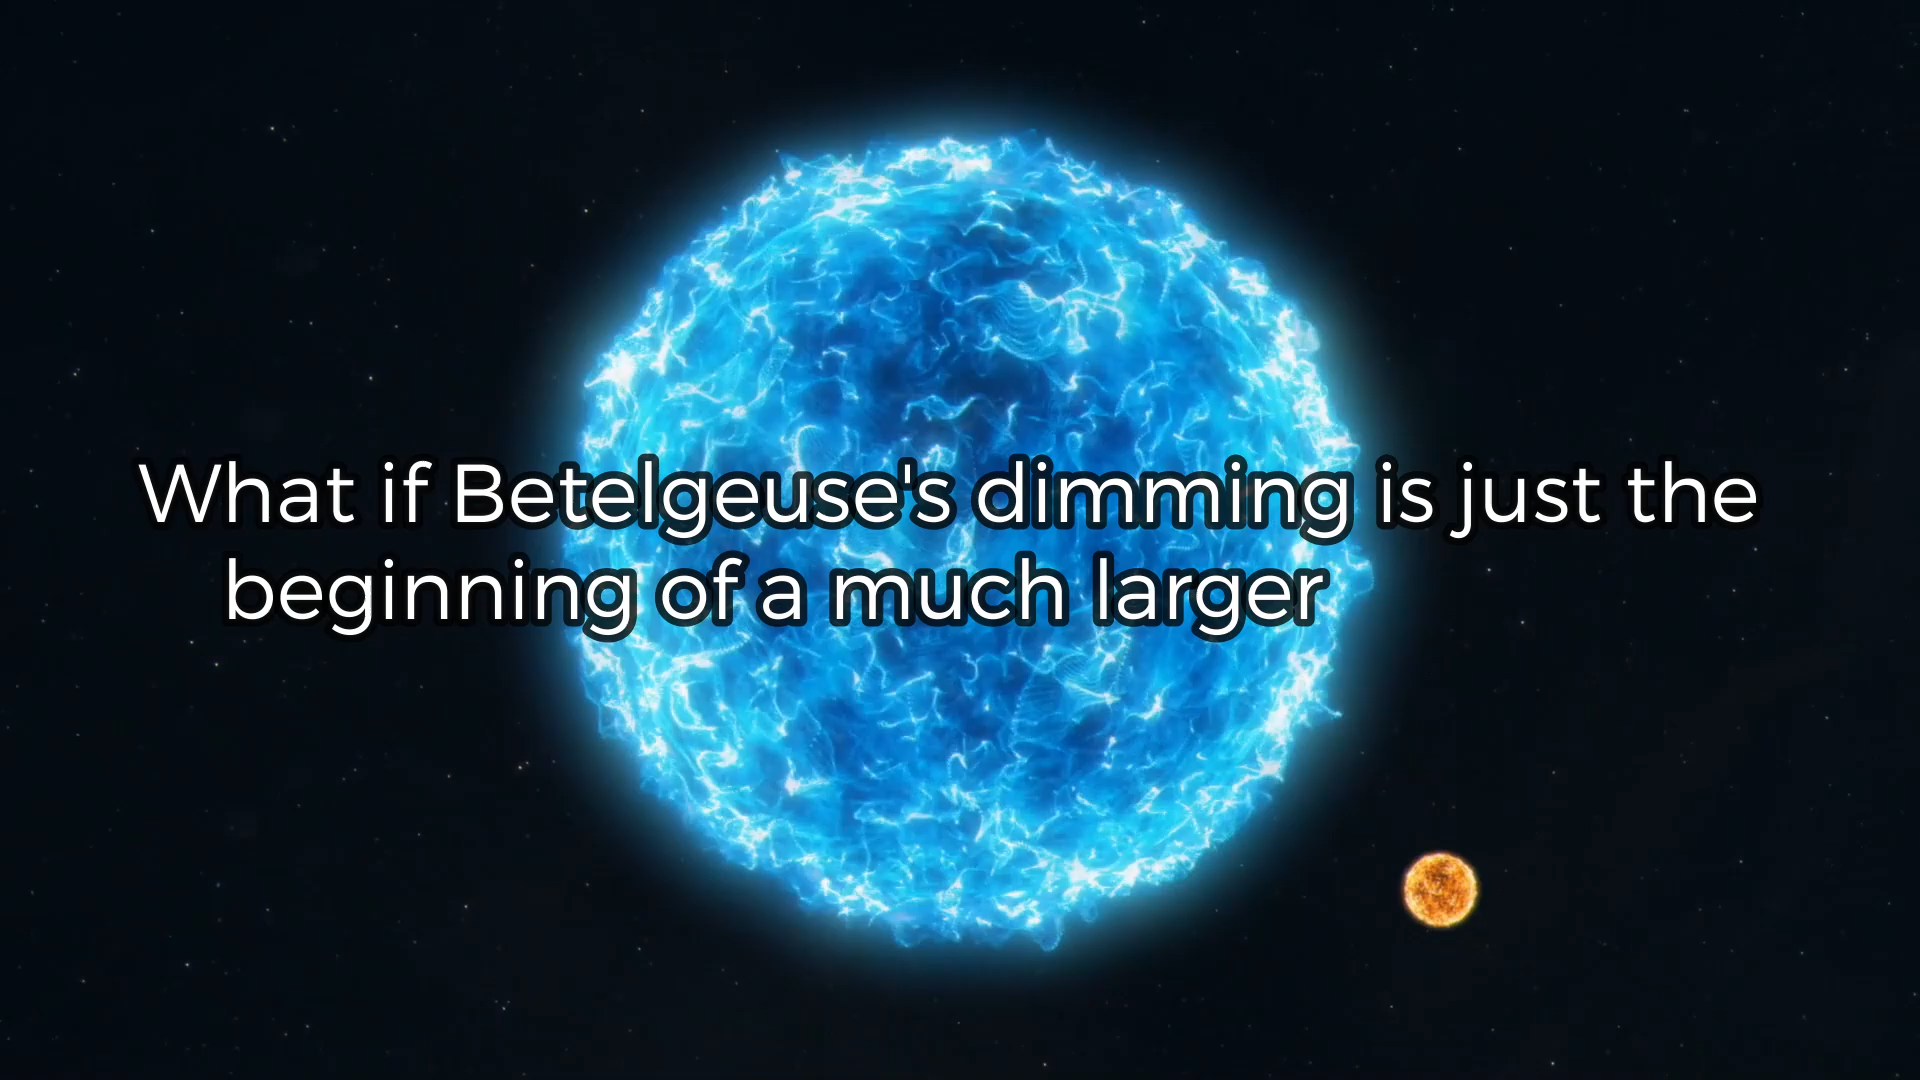 What if Betelgeuse's dimming is just the
beginning of a much larger